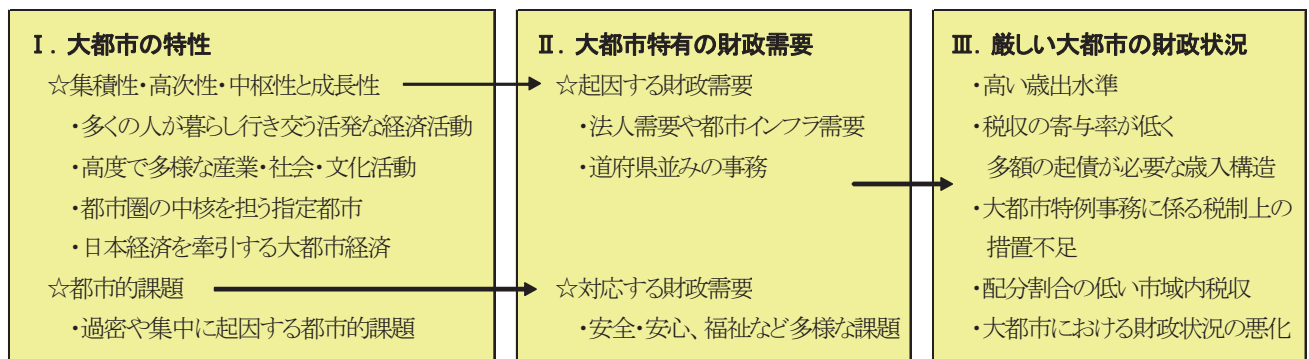 Ⅰ. 大都市の特性
☆集積性・高次性・中枢性と成長性
・多くの人が暮らし行き交う活発な経済活動
・高度で多様な産業・社会・文化活動
・都市圏の中核を担う指定都市
・日本経済を牽引する大都市経済
☆都市的課題
・過密や集中に起因する都市的課題
Ⅱ. 大都市特有の財政需要
☆起因する財政需要
・法人需要や都市インフラ需要
・道府県並みの事務
☆対応する財政需要
・安全・安心、福祉など多様な課題
Ⅲ. 厳しい大都市の財政状況
・高い歳出水準
・税収の寄与率が低く
多額の起債が必要な歳入構造
・大都市特例事務に係る税制上の
措置不足
・配分割合の低い市域内税収
・大都市における財政状況の悪化